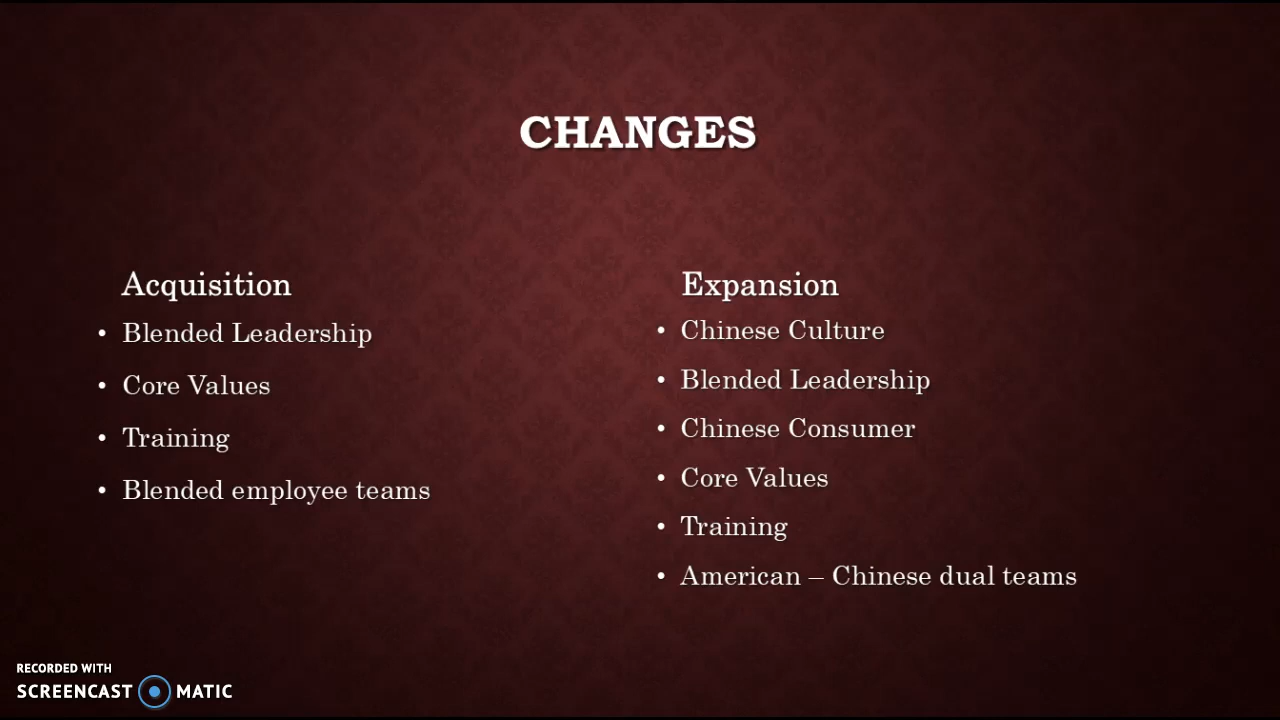 CHANGES
Acquisition
• Blended Leadership
• Core Values
• Training
• Blended employee teams
Expansion
• Chinese Culture
• Blended Leadership
• Chinese Consumer
• Core Values
• Training
• American – Chinese dual teams
RECORDED WITH
SCREENCAST MATIC